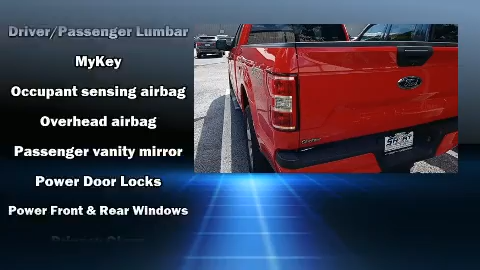 Driver/Passenger Lumbar
MyKey
Occupant sensing airbag
Overhead airbag
Passenger vanity mirror
Power Door Locks
Power Front & Rear Windows
Ford